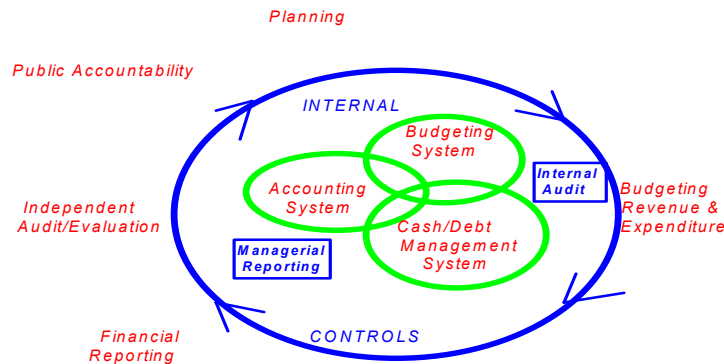 Planning
Public Accountability
INTERNAL
Budgeting
System
Internal
Audit
Accounting
System
Budgeting
Revenue &
Expenditure
Independent
Audit/Evaluation
Cash/Debt
Management
System
Managerial
Reporting
Financial
Reporting
CONTROLS